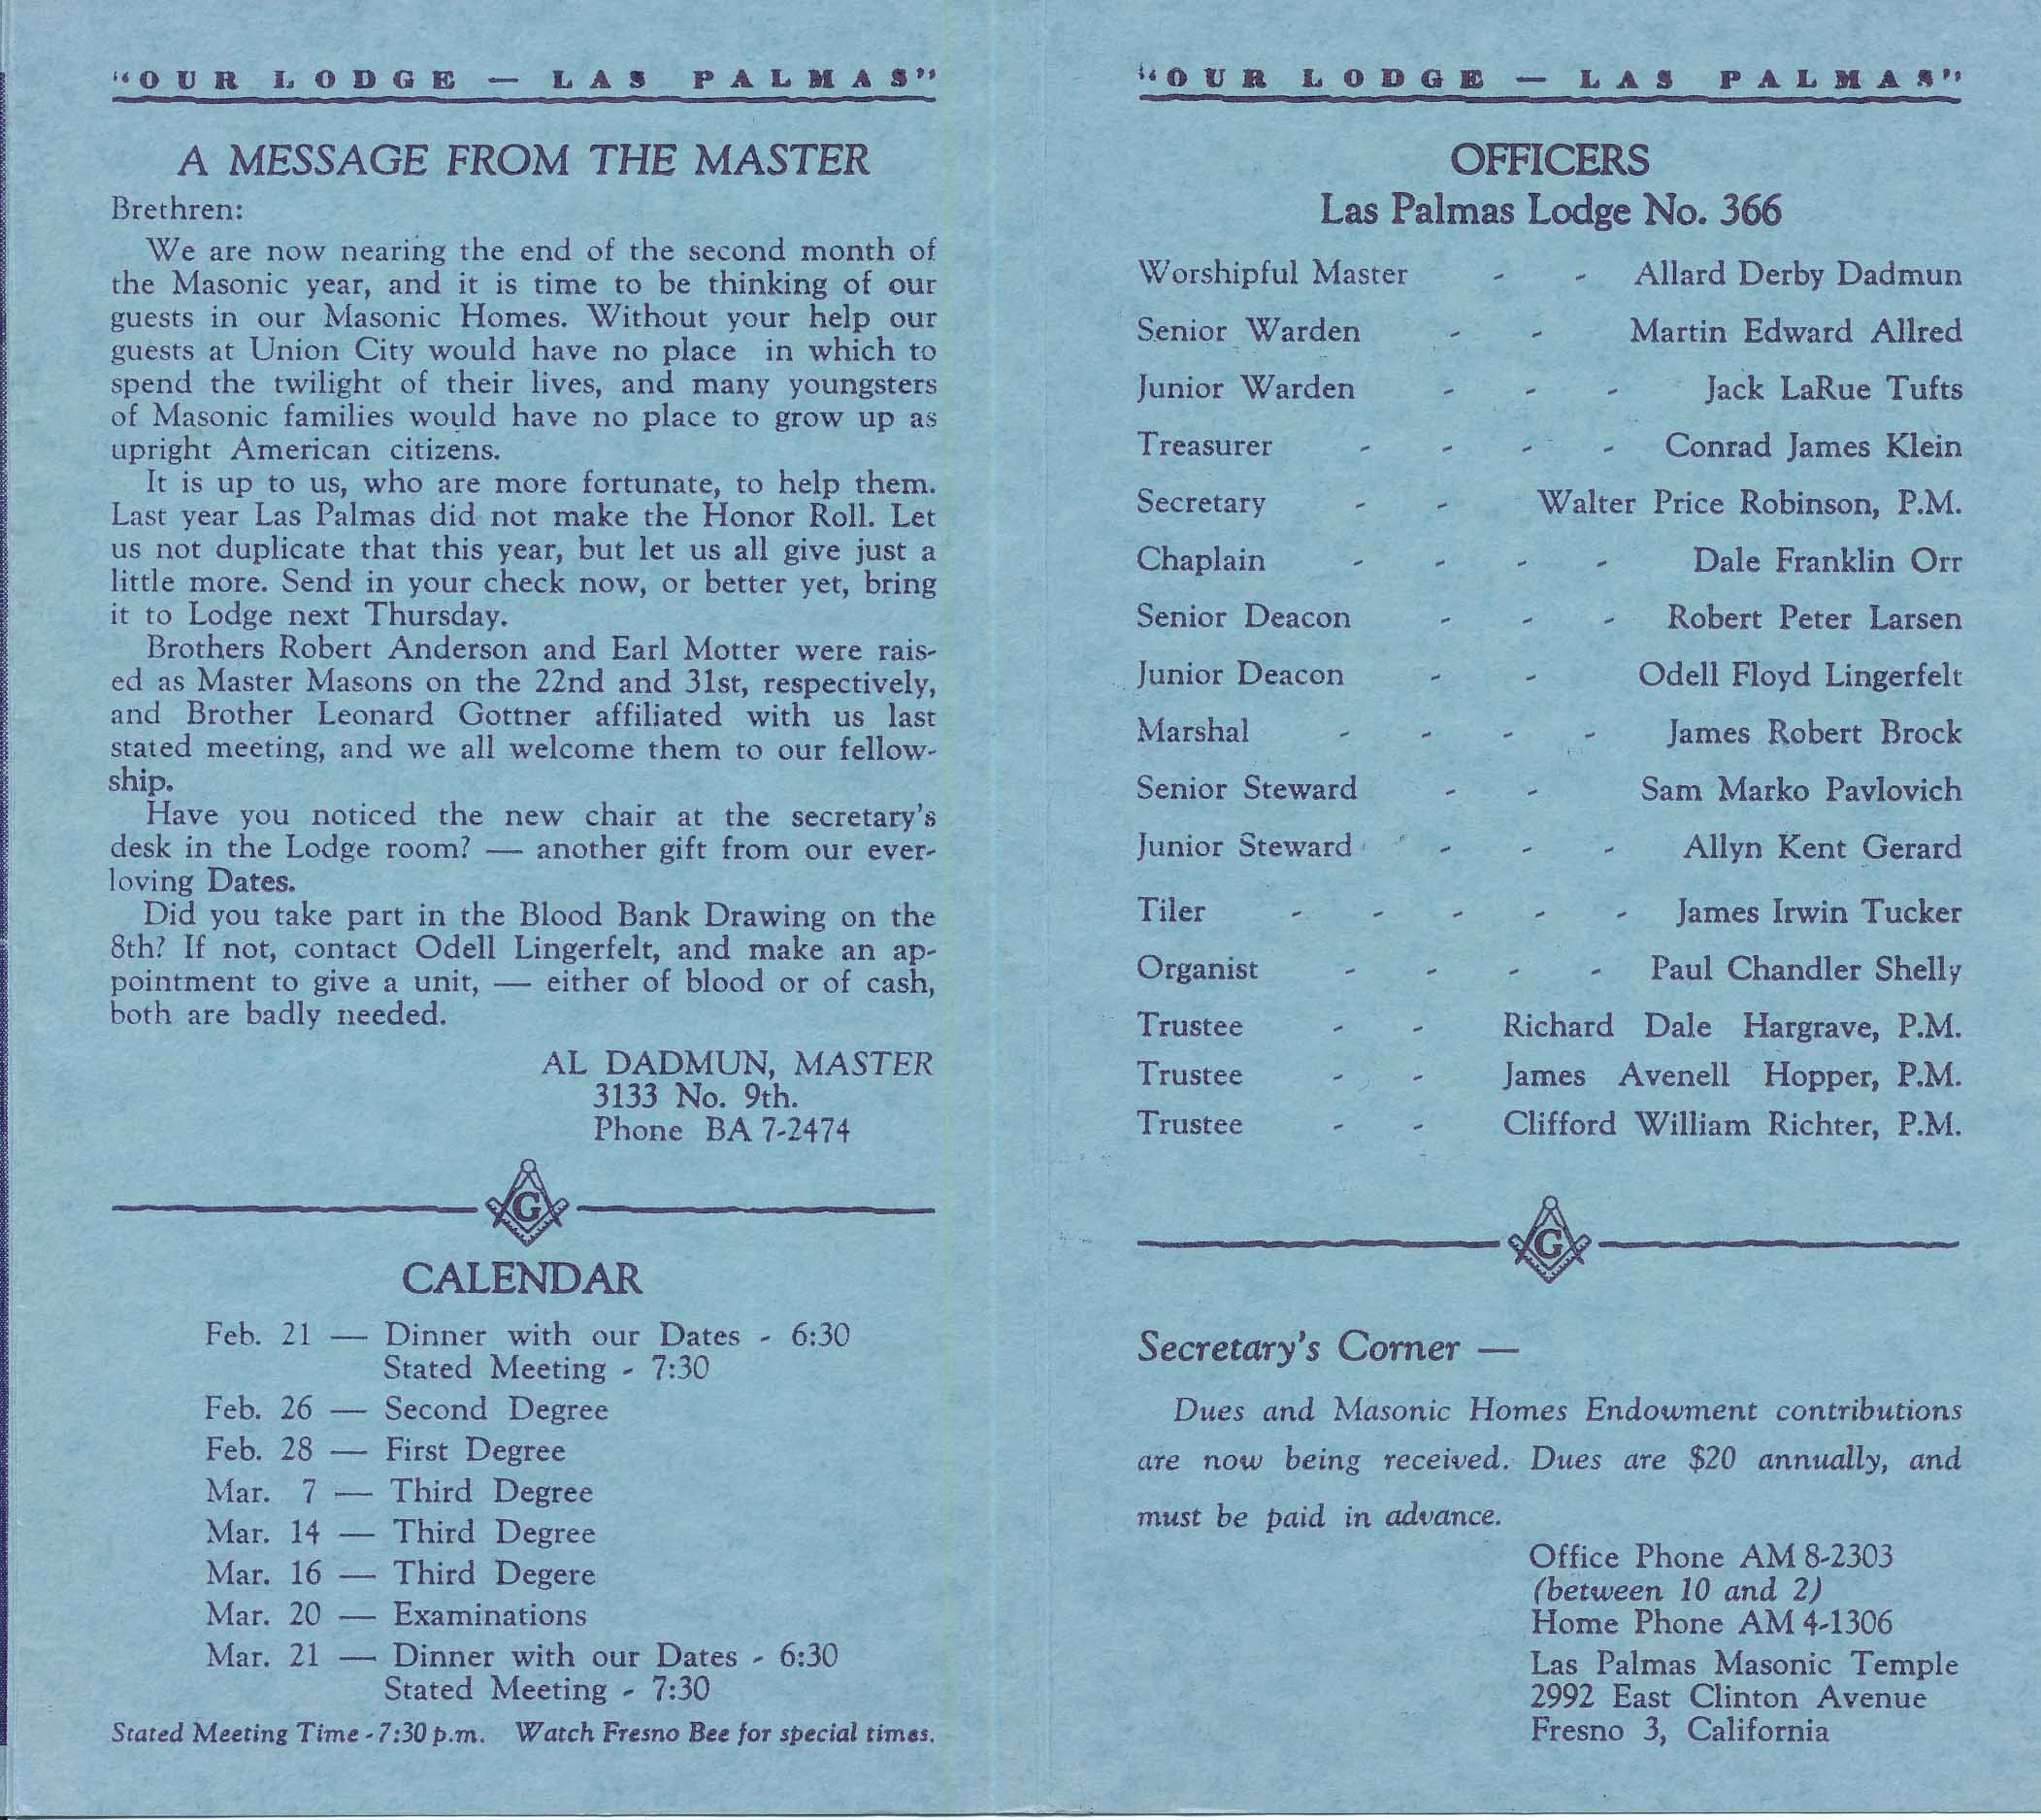 "OUR LODGE — LAS PALMAS"
A MESSAGE FROM THE MASTER
Brethren:
We are now nearing the end of the second month of
the Masonic year, and it is time to be thinking of our
guests in our Masonic Homes. Without your help our
guests at Union City would have no place in which to
spend the twilight of their lives, and many youngsters
of Masonic families would have no place to grow up as
upright American citizens.
It is up to us, who are more fortunate, to help them.
Last year Las Palmas did not make the Honor Roll. Let
us not duplicate that this year, but let us all give just a
little more. Send in your check now, or better yet, bring
it to Lodge next Thursday.
Brothers Robert Anderson and Earl Motter were rais-
ed as Master Masons on the 22nd and 31st, respectively,
and Brother Leonard Gottner affiliated with us last
stated meeting, and we all welcome them to our fellow-
ship.
Have you noticed the new chair at the secretary's
desk in the Lodge room? — another gift from our ever-
loving Dates.
Did you take part in the Blood Bank Drawing on the
8th? If not, contact Odell Lingerfelt, and make an ap-
pointment to give a unit, — either of blood or of cash,
both are badly needed.
AL DADMUN, MASTER
3133 No. 9th.
Phone BA 7-2474
G
CALENDAR
Feb. 21 — Dinner with our Dates - 6:30
Stated Meeting - 7:30
Feb. 26 — Second Degree
Feb. 28 — First Degree
Mar. 7 — Third Degree
Mar. 14 — Third Degree
Mar. 16 — Third Degere
Mar. 20 — Examinations
Mar. 21 — Dinner with our Dates - 6:30
Stated Meeting - 7:30
Stated Meeting Time - 7:30 p.m. Watch Fresno Bee for special times.
"OUR LODGE — LAS PALMAS"
OFFICERS
Las Palmas Lodge No. 366
Worshipful Master - - Allard Derby Dadmun
Senior Warden - - Martin Edward Allred
Junior Warden - - - Jack LaRue Tufts
Treasurer - - - - Conrad James Klein
Secretary - - Walter Price Robinson, P.M.
Chaplain - - - - Dale Franklin Orr
Senior Deacon - - - Robert Peter Larsen
Junior Deacon - - Odell Floyd Lingerfelt
Marshal - - - - James Robert Brock
Senior Steward - - Sam Marko Pavlovich
Junior Steward - - - Allyn Kent Gerard
Tiler - - - - - James Irwin Tucker
Organist - - - - Paul Chandler Shelly
Trustee - - Richard Dale Hargrave, P.M.
Trustee - - James Avenell Hopper, P.M.
Trustee - - Clifford William Richter, P.M.
G
Secretary's Corner —
Dues and Masonic Homes Endowment contributions
are now being received. Dues are $20 annually, and
must be paid in advance.
Office Phone AM 8-2303
(between 10 and 2)
Home Phone AM 4-1306
Las Palmas Masonic Temple
2992 East Clinton Avenue
Fresno 3, California